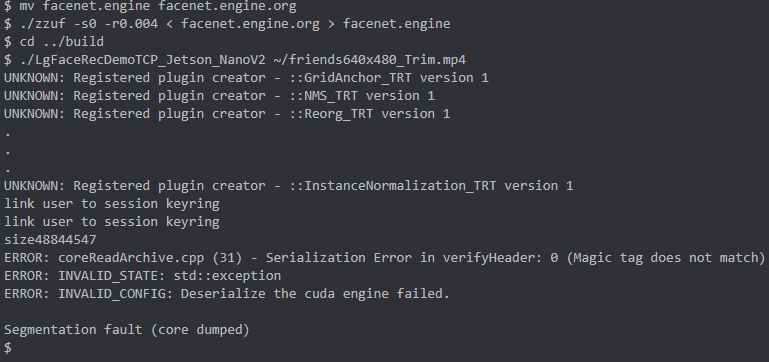 $ mv facenet.engine facenet.engine.org
$ ./zzuf -s0 -r0.004 < facenet.engine.org > facenet.engine
$ cd ../build
$ ./LgFaceRecDemoTCP_Jetson_NanoV2 ~/friends640x480_Trim.mp4
UNKNOWN: Registered plugin creator - ::GridAnchor_TRT version 1
UNKNOWN: Registered plugin creator - ::NMS_TRT version 1
UNKNOWN: Registered plugin creator - ::Reorg_TRT version 1
.
.
.
UNKNOWN: Registered plugin creator - ::InstanceNormalization_TRT version 1
link user to session keyring
link user to session keyring
size48844547
ERROR: coreReadArchive.cpp (31) - Serialization Error in verifyHeader: 0 (Magic tag does not match)
ERROR: INVALID_STATE: std::exception
ERROR: INVALID_CONFIG: Deserialize the cuda engine failed.

Segmentation fault (core dumped)
$